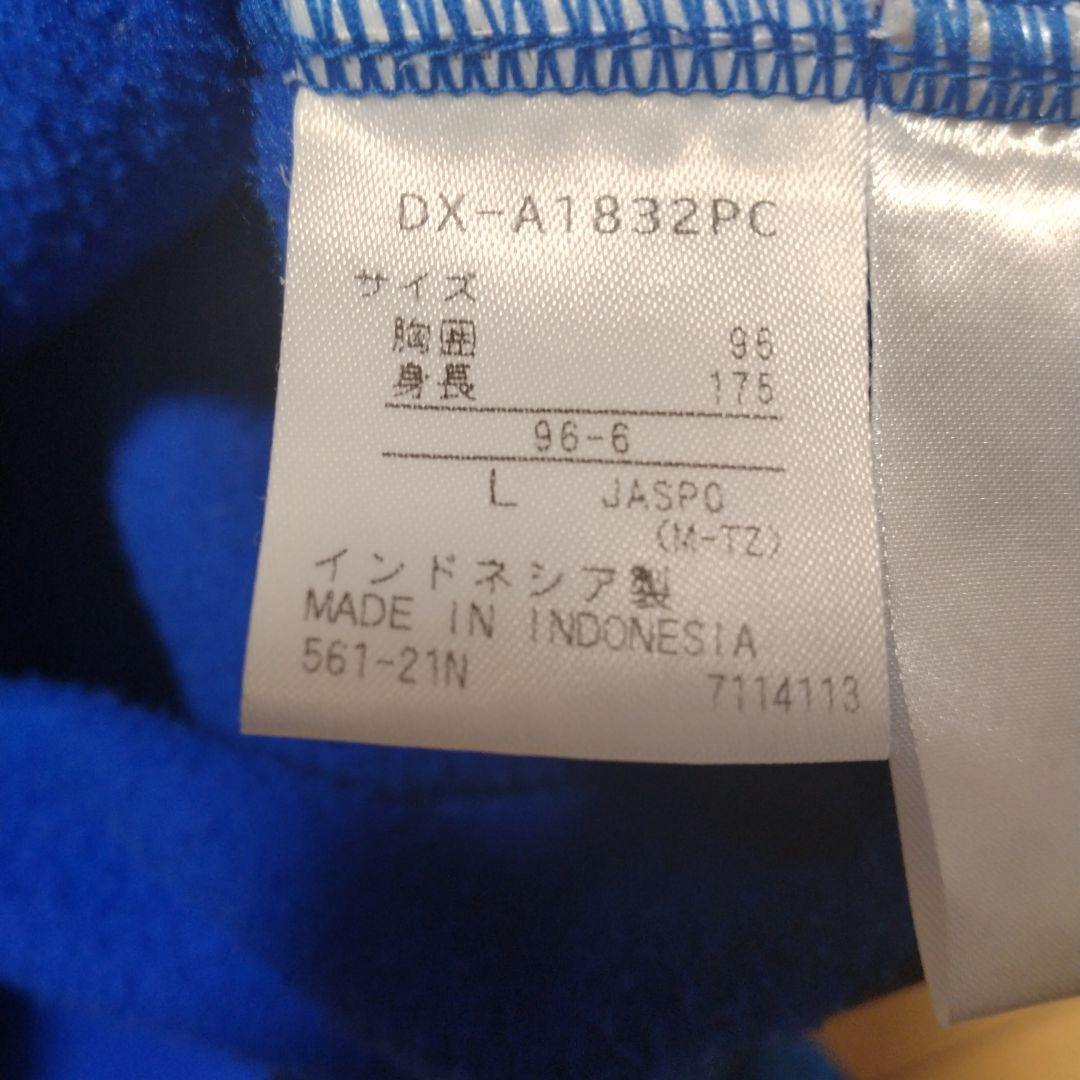 DX-A1832PC
サイズ
胸囲 96
身長 175
96-6
L JASPO
(M-TZ)
インドネシア製
MADE IN INDONESIA
561-21N 7114113